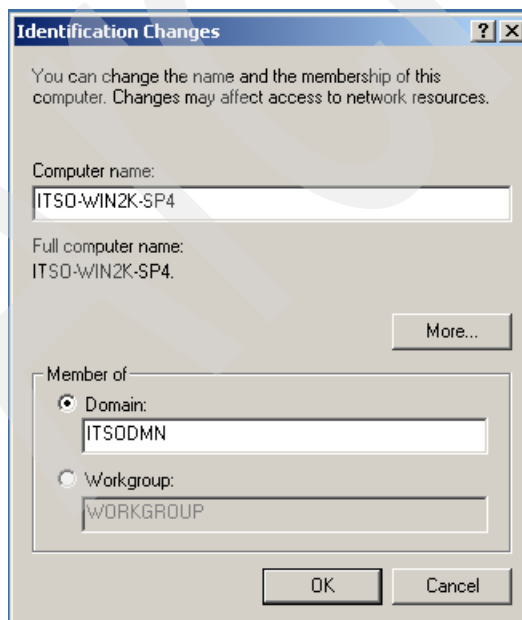 Identification Changes
You can change the name and the membership of this
computer. Changes may affect access to network resources.
Computer name:
ITSO-WIN2K-SP4
Full computer name:
ITSO-WIN2K-SP4.
More...
Member of
Domain:
ITSODMN
Workgroup:
WORKGROUP
OK Cancel